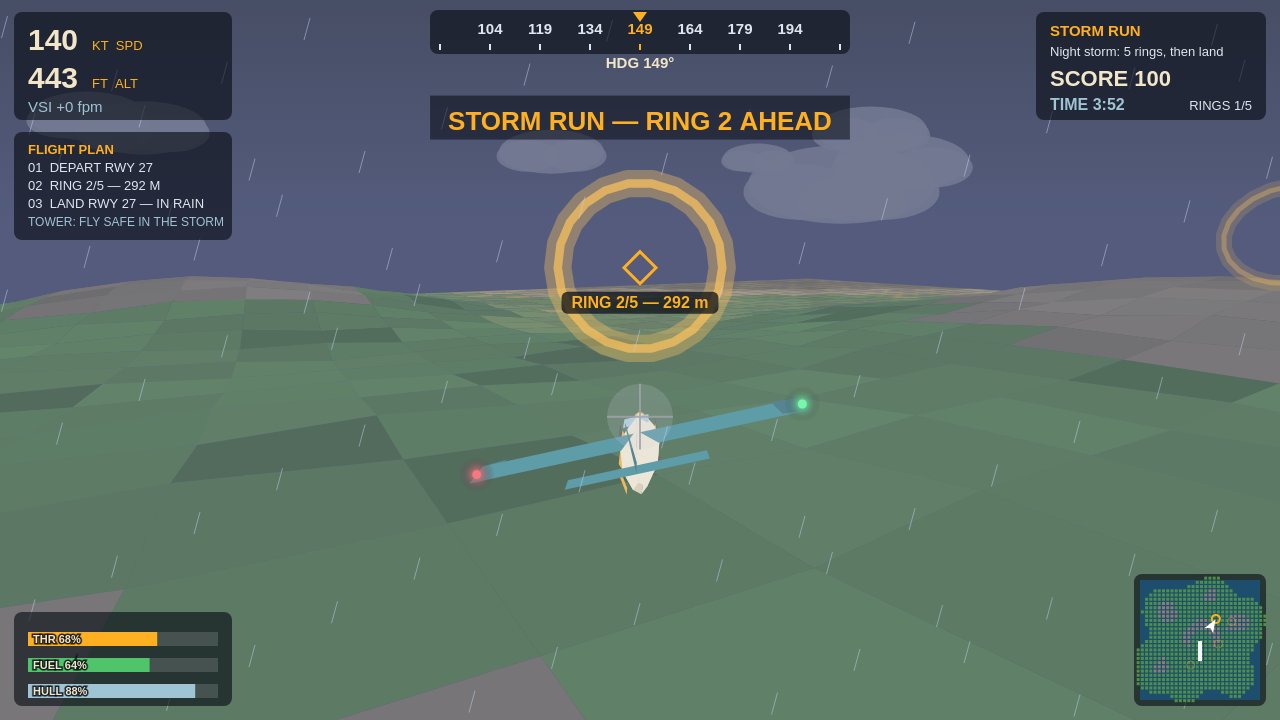 140 KT SPD
443 FT ALT
VSI +0 fpm
FLIGHT PLAN
01 DEPART RWY 27
02 RING 2/5 — 292 M
03 LAND RWY 27 — IN RAIN
TOWER: FLY SAFE IN THE STORM
104 119 134 149 164 179 194
HDG 149°
STORM RUN — RING 2 AHEAD
STORM RUN
Night storm: 5 rings, then land
SCORE 100
TIME 3:52 RINGS 1/5
RING 2/5 — 292 m
THR 68%
FUEL 64%
HULL 88%